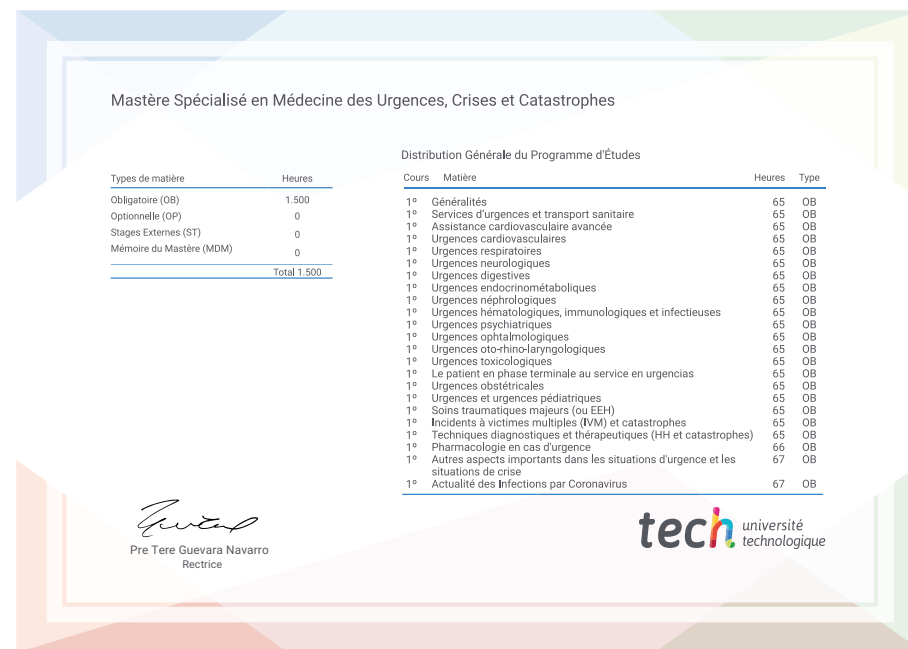 Mastère Spécialisé en Médecine des Urgences, Crises et Catastrophes
Types de matière Heures
Obligatoire (OB) 1.500
Optionnelle (OP) 0
Stages Externes (ST) 0
Mémoire du Mastère (MDM) 0
Total 1.500
Distribution Générale du Programme d'Études
Cours Matière Heures Type
1º Généralités 65 OB
1º Services d'urgences et transport sanitaire 65 OB
1º Assistance cardiovasculaire avancée 65 OB
1º Urgences cardiovasculaires 65 OB
1º Urgences respiratoires 65 OB
1º Urgences neurologiques 65 OB
1º Urgences digestives 65 OB
1º Urgences endocrinométaboliques 65 OB
1º Urgences néphrologiques 65 OB
1º Urgences hématologiques, immunologiques et infectieuses 65 OB
1º Urgences psychiatriques 65 OB
1º Urgences ophtalmologiques 65 OB
1º Urgences oto-rhino-laryngologiques 65 OB
1º Urgences toxicologiques 65 OB
1º Le patient en phase terminale au service en urgencias 65 OB
1º Urgences obstétricales 65 OB
1º Urgences et urgences pédiatriques 65 OB
1º Soins traumatiques majeurs (ou EEH) 65 OB
1º Incidents à victimes multiples (IVM) et catastrophes 65 OB
1º Techniques diagnostiques et thérapeutiques (HH et catastrophes) 65 OB
1º Pharmacologie en cas d'urgence 66 OB
1º Autres aspects importants dans les situations d'urgence et les 67 OB
situations de crise
1º Actualité des Infections par Coronavirus 67 OB
Pre Tere Guevara Navarro
Rectrice
tech université
technologique